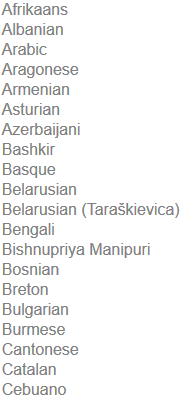 Afrikaans
Albanian
Arabic
Aragonese
Armenian
Asturian
Azerbaijani
Bashkir
Basque
Belarusian
Belarusian (Taraškievica)
Bengali
Bishnupriya Manipuri
Bosnian
Breton
Bulgarian
Burmese
Cantonese
Catalan
Cebuano